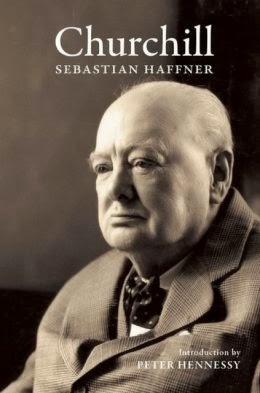 Churchill
SEBASTIAN HAFFNER
Introduction by
PETER HENNESSY